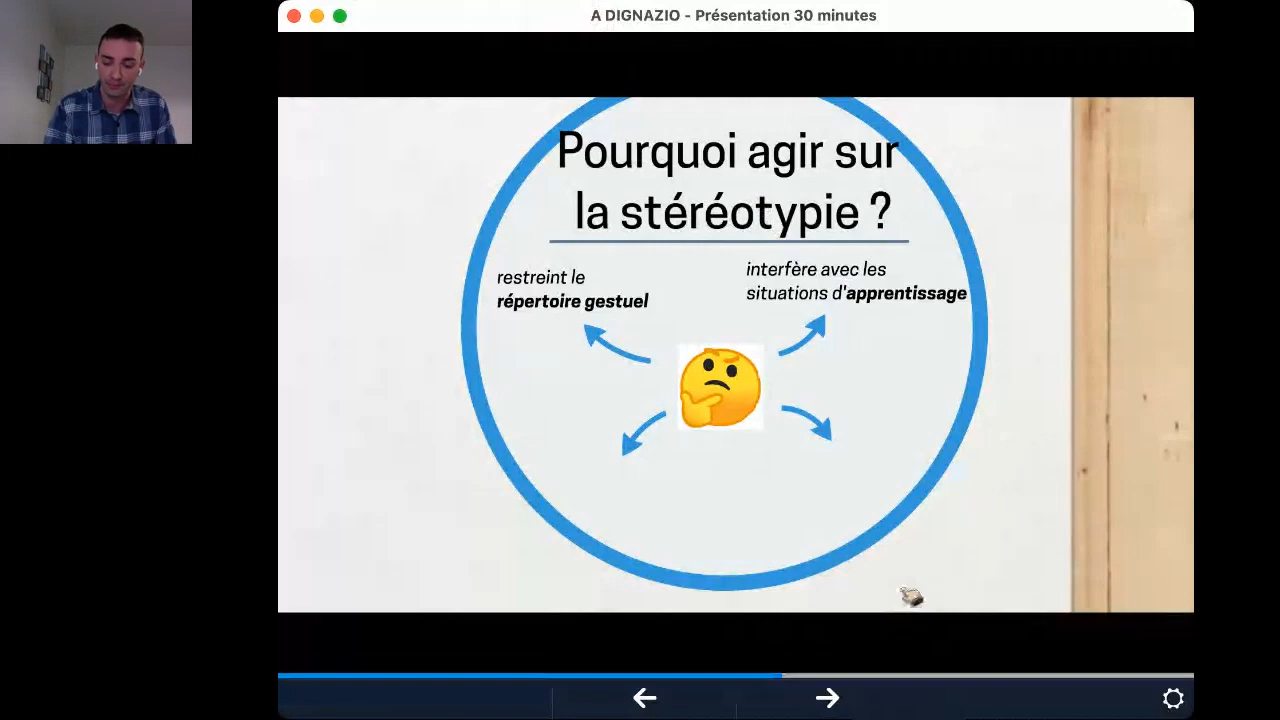 A DIGNAZIO - Présentation 30 minutes
Pourquoi agir sur
la stéréotypie ?
restreint le
répertoire gestuel
interfère avec les
situations d'apprentissage